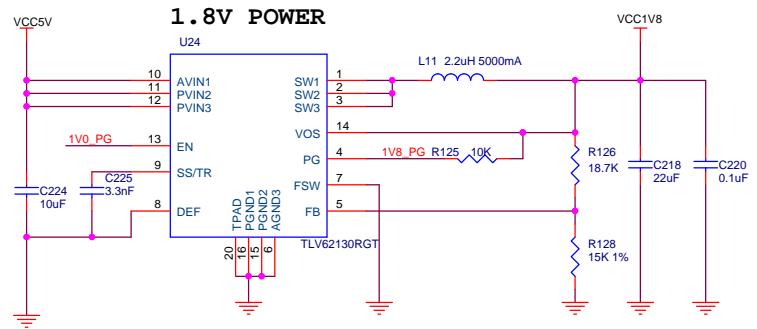 1.8V POWER
VCC5V
VCC1V8
U24
L11 2.2uH 5000mA
10 AVIN1 SW1 1
11 PVIN2 SW2 2
12 PVIN3 SW3 3
VOS 14
1V0_PG 13 EN
PG 4 1V8_PG R125 10K
R126
18.7K
9 SS/TR
C225
3.3nF
FSW 7
C218
22uF
C220
0.1uF
C224
10uF
8 DEF
FB 5
TPAD PGND1 PGND2 AGND3
20 16 15 6
TLV62130RGT
R128
15K 1%